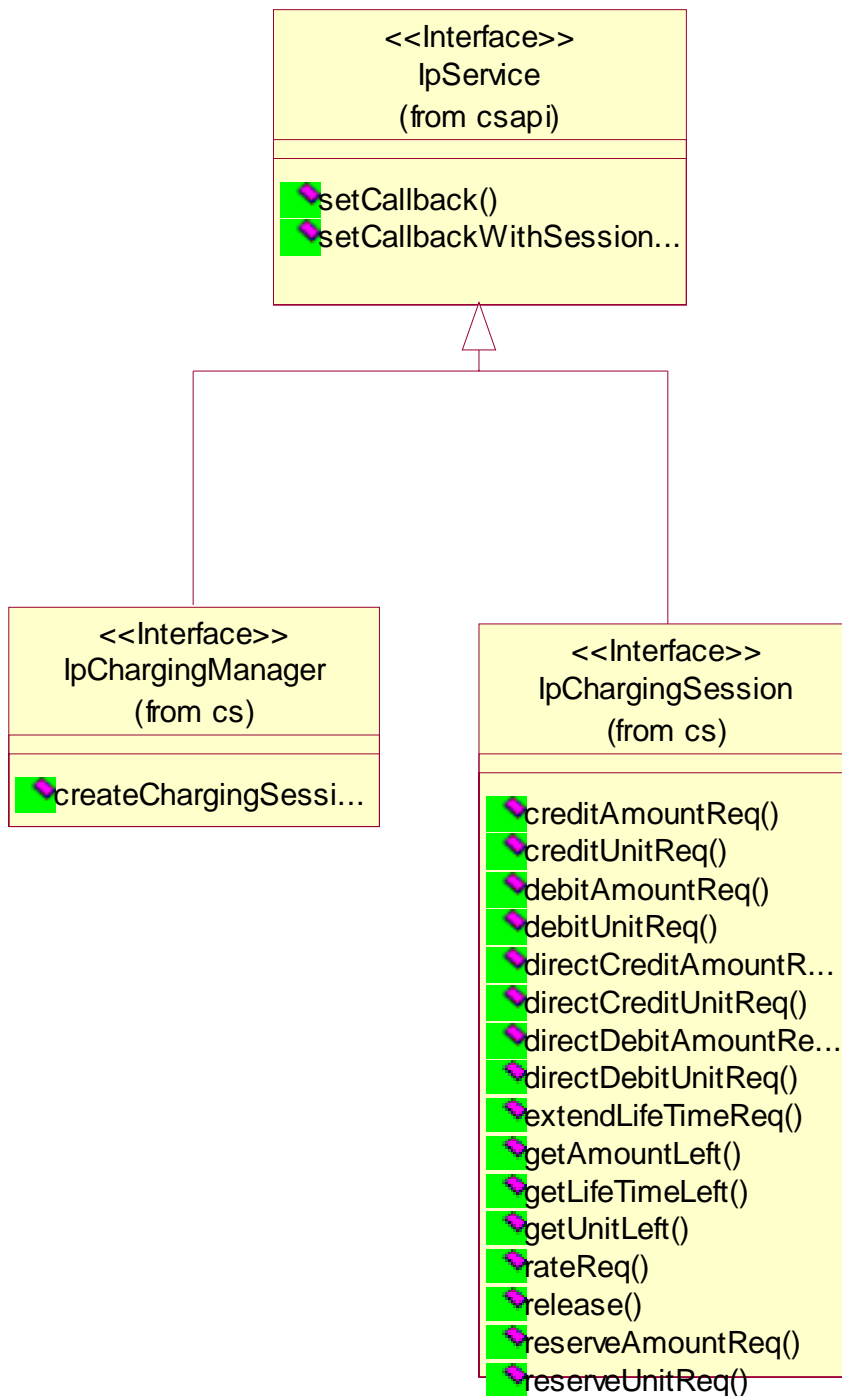 <<Interface>>
IpService
(from csapi)
setCallback()
setCallbackWithSession...
<<Interface>>
IpChargingManager
(from cs)
createChargingSessi...
<<Interface>>
IpChargingSession
(from cs)
creditAmountReq()
creditUnitReq()
debitAmountReq()
debitUnitReq()
directCreditAmountR...
directCreditUnitReq()
directDebitAmountRe...
directDebitUnitReq()
extendLifeTimeReq()
getAmountLeft()
getLifeTimeLeft()
getUnitLeft()
rateReq()
release()
reserveAmountReq()
reserveUnitReq()